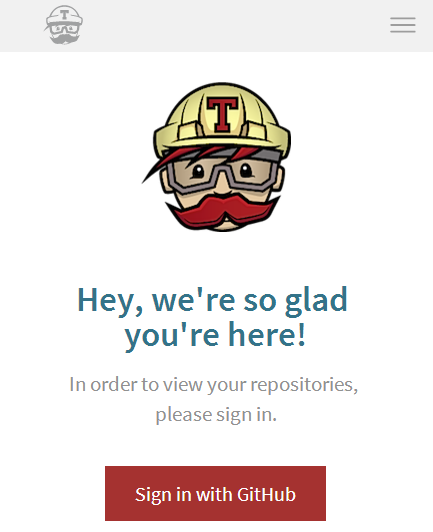 T
T
Hey, we're so glad
you're here!
In order to view your repositories,
please sign in.
Sign in with GitHub